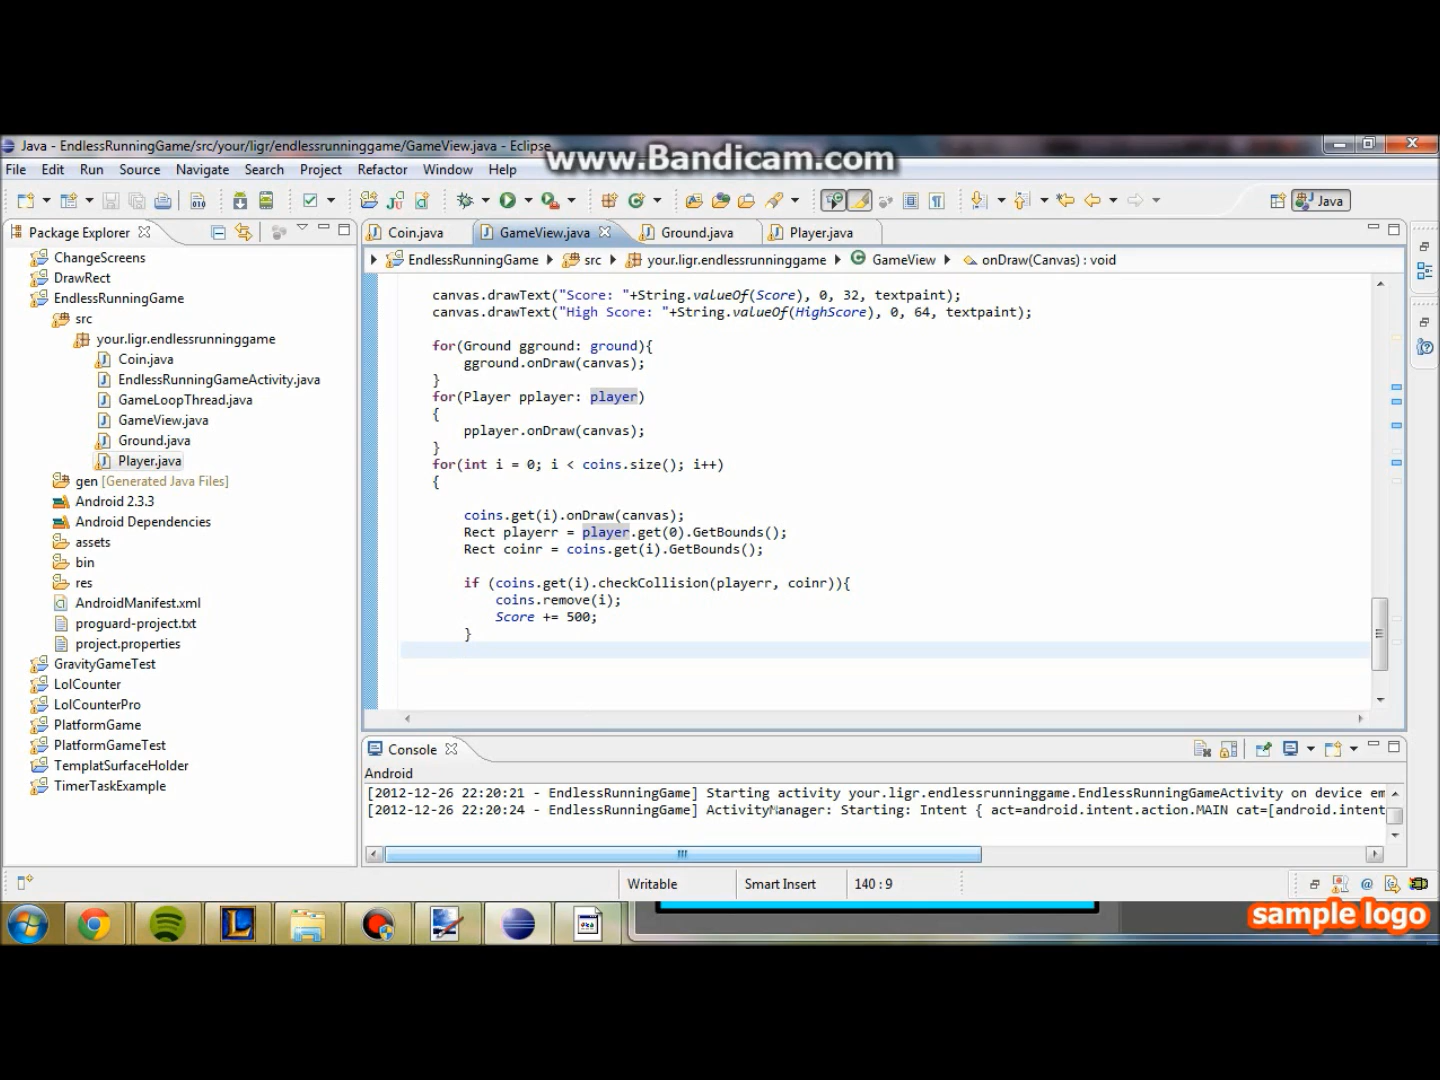 Java - EndlessRunningGame/src/your/ligr/endlessrunninggame/GameView.java - Eclipse
www.Bandicam.com
File Edit Run Source Navigate Search Project Refactor Window Help
Java
Package Explorer
Coin.java GameView.java Ground.java Player.java
EndlessRunningGame src your.ligr.endlessrunninggame GameView onDraw(Canvas) : void
ChangeScreens
DrawRect
EndlessRunningGame
src
your.ligr.endlessrunninggame
Coin.java
EndlessRunningGameActivity.java
GameLoopThread.java
GameView.java
Ground.java
Player.java
gen [Generated Java Files]
Android 2.3.3
Android Dependencies
assets
bin
res
AndroidManifest.xml
proguard-project.txt
project.properties
GravityGameTest
LolCounter
LolCounterPro
PlatformGame
PlatformGameTest
TemplatSurfaceHolder
TimerTaskExample
canvas.drawText("Score: "+String.valueOf(Score), 0, 32, textpaint);
canvas.drawText("High Score: "+String.valueOf(HighScore), 0, 64, textpaint);
for(Ground gground: ground){
gground.onDraw(canvas);
}
for(Player pplayer: player)
{
pplayer.onDraw(canvas);
}
for(int i = 0; i < coins.size(); i++)
{
coins.get(i).onDraw(canvas);
Rect playerr = player.get(0).GetBounds();
Rect coinr = coins.get(i).GetBounds();
if (coins.get(i).checkCollision(playerr, coinr)){
coins.remove(i);
Score += 500;
}
Console
Android
[2012-12-26 22:20:21 - EndlessRunningGame] Starting activity your.ligr.endlessrunninggame.EndlessRunningGameActivity on device em
[2012-12-26 22:20:24 - EndlessRunningGame] ActivityManager: Starting: Intent { act=android.intent.action.MAIN cat=[android.intent
Writable Smart Insert 140 : 9
sample logo